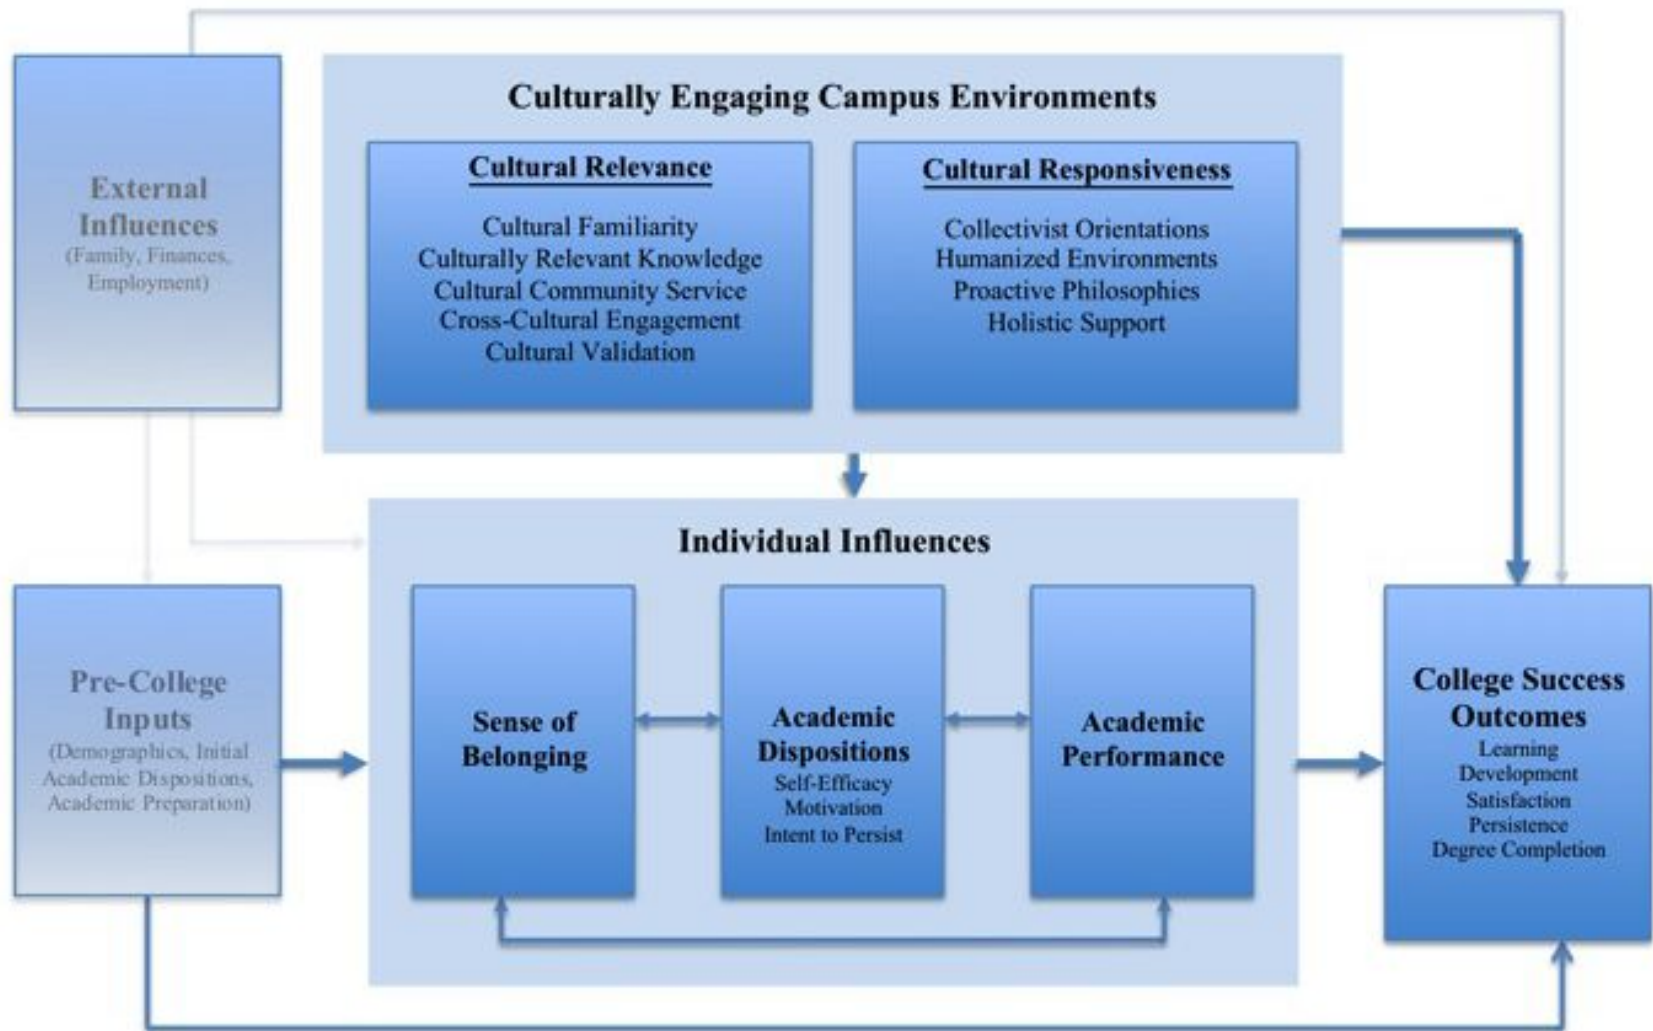 Culturally Engaging Campus Environments
External
Influences
(Family, Finances,
Employment)
Cultural Relevance
Cultural Familiarity
Culturally Relevant Knowledge
Cultural Community Service
Cross-Cultural Engagement
Cultural Validation
Cultural Responsiveness
Collectivist Orientations
Humanized Environments
Proactive Philosophies
Holistic Support
Individual Influences
Pre-College
Inputs
(Demographics, Initial
Academic Dispositions,
Academic Preparation)
Sense of
Belonging
Academic
Dispositions
Self-Efficacy
Motivation
Intent to Persist
Academic
Performance
College Success
Outcomes
Learning
Development
Satisfaction
Persistence
Degree Completion